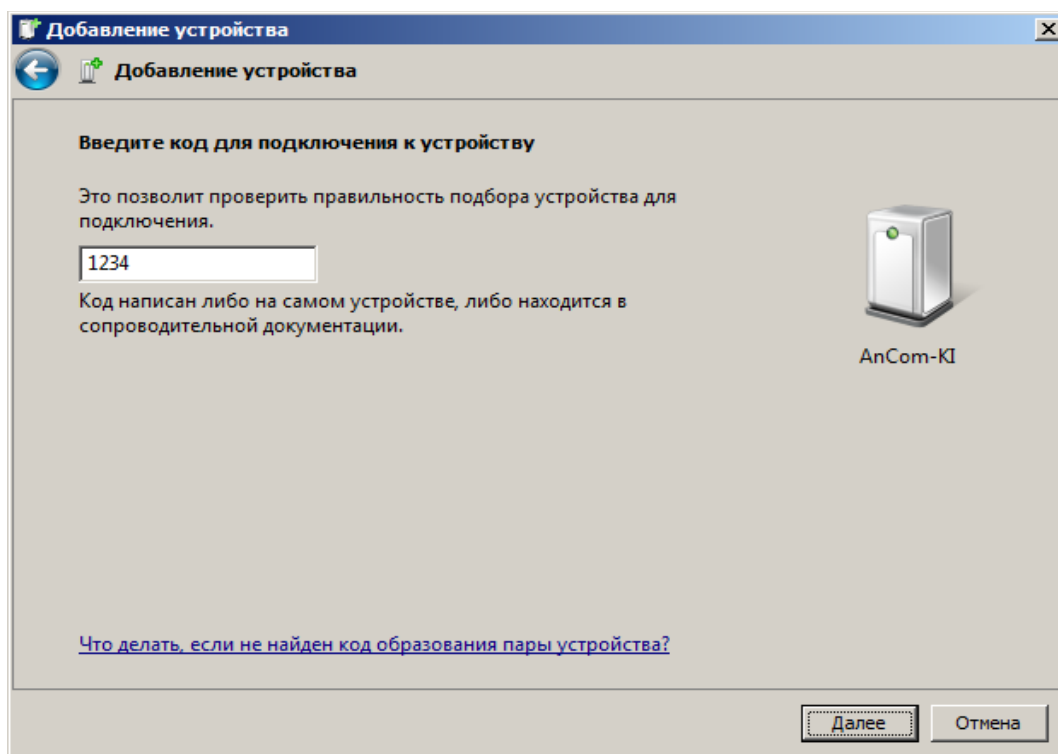 Добавление устройства
Добавление устройства
Введите код для подключения к устройству
Это позволит проверить правильность подбора устройства для
подключения.
1234
Код написан либо на самом устройстве, либо находится в
сопроводительной документации.
AnCom-KI
Что делать, если не найден код образования пары устройства?
Далее
Отмена